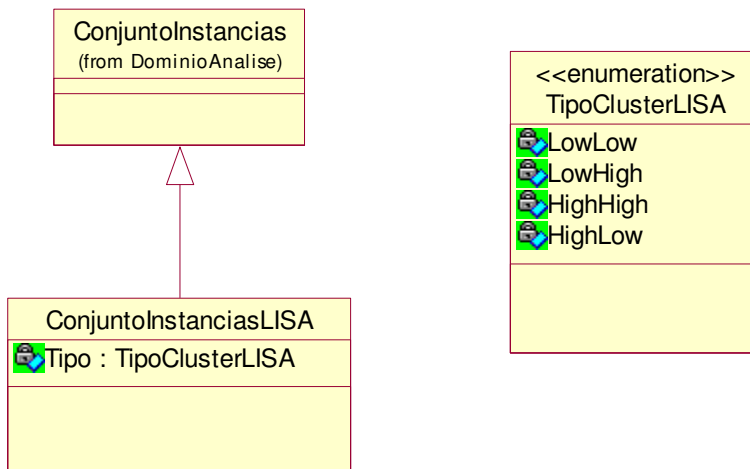 ConjuntoInstancias
(from DominioAnalise)
<<enumeration>>
TipoClusterLISA
LowLow
LowHigh
HighHigh
HighLow
ConjuntoInstanciasLISA
Tipo : TipoClusterLISA